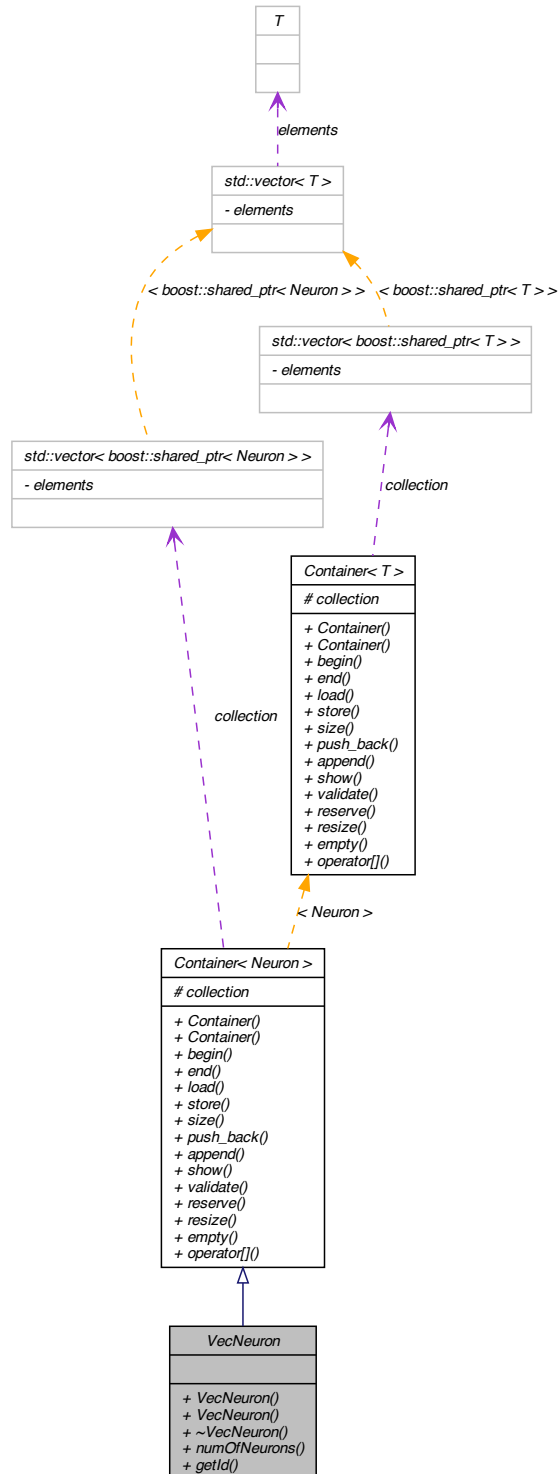 T
elements
std::vector< T >
- elements
< boost::shared_ptr< Neuron > >
< boost::shared_ptr< T > >
std::vector< boost::shared_ptr< T > >
- elements
std::vector< boost::shared_ptr< Neuron > >
- elements
collection
Container< T >
# collection
+ Container()
+ Container()
+ begin()
+ end()
+ load()
+ store()
+ size()
+ push_back()
+ append()
+ show()
+ validate()
+ reserve()
+ resize()
+ empty()
+ operator[]()
collection
< Neuron >
Container< Neuron >
# collection
+ Container()
+ Container()
+ begin()
+ end()
+ load()
+ store()
+ size()
+ push_back()
+ append()
+ show()
+ validate()
+ reserve()
+ resize()
+ empty()
+ operator[]()
VecNeuron
+ VecNeuron()
+ VecNeuron()
+ ~VecNeuron()
+ numOfNeurons()
+ getId()